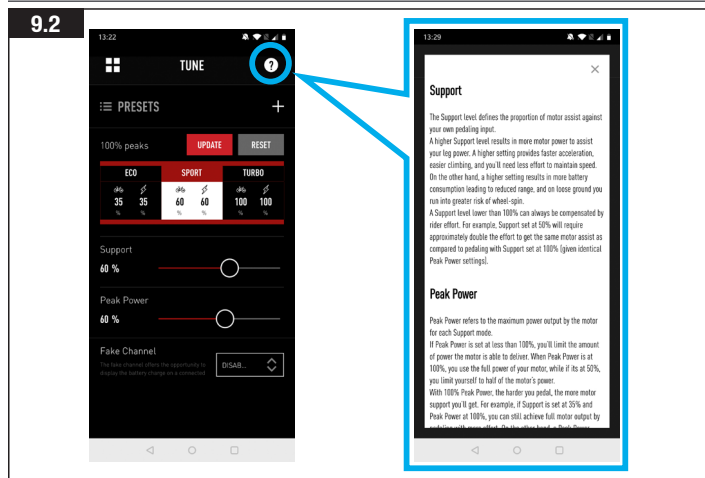 9.2
13:22
TUNE
?
PRESETS
+
100% peaks
UPDATE
RESET
ECO
SPORT
TURBO
35 35
60 60
100 100
% %
% %
% %
Support
60 %
Peak Power
60 %
Fake Channel
The fake channel offers the opportunity to
display the battery charge on a connected
DISAB...
13:29
Support
The Support level defines the proportion of motor assist against
your own pedaling input.
A higher Support level results in more motor power to assist
your leg power. A higher setting provides faster acceleration,
easier climbing, and you'll need less effort to maintain speed.
On the other hand, a higher setting results in more battery
consumption leading to reduced range, and on loose ground you
run into greater risk of wheel-spin.
A Support level lower than 100% can always be compensated by
rider effort. For example, Support set at 50% will require
approximately double the effort to get the same motor assist as
compared to pedaling with Support set at 100% (given identical
Peak Power settings).
Peak Power
Peak Power refers to the maximum power output by the motor
for each Support mode.
If Peak Power is set at less than 100%, you'll limit the amount
of power the motor is able to deliver. When Peak Power is at
100%, you use the full power of your motor, while if its at 50%,
you limit yourself to half of the motor's power.
With 100% Peak Power, the harder you pedal, the more motor
support you'll get. For example, if Support is set at 35% and
Peak Power at 100%, you can still achieve full motor output by
pedaling with more effort. On the other hand, a Peak Power